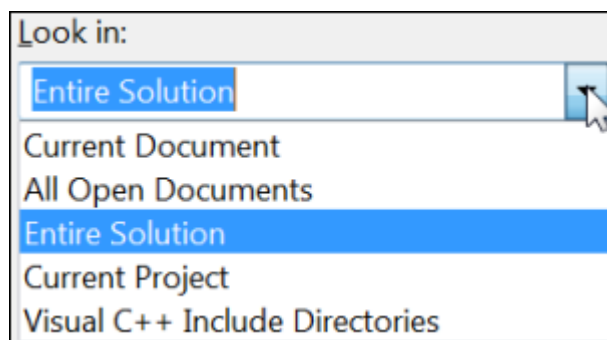 Look in:
Entire Solution
Current Document
All Open Documents
Entire Solution
Current Project
Visual C++ Include Directories